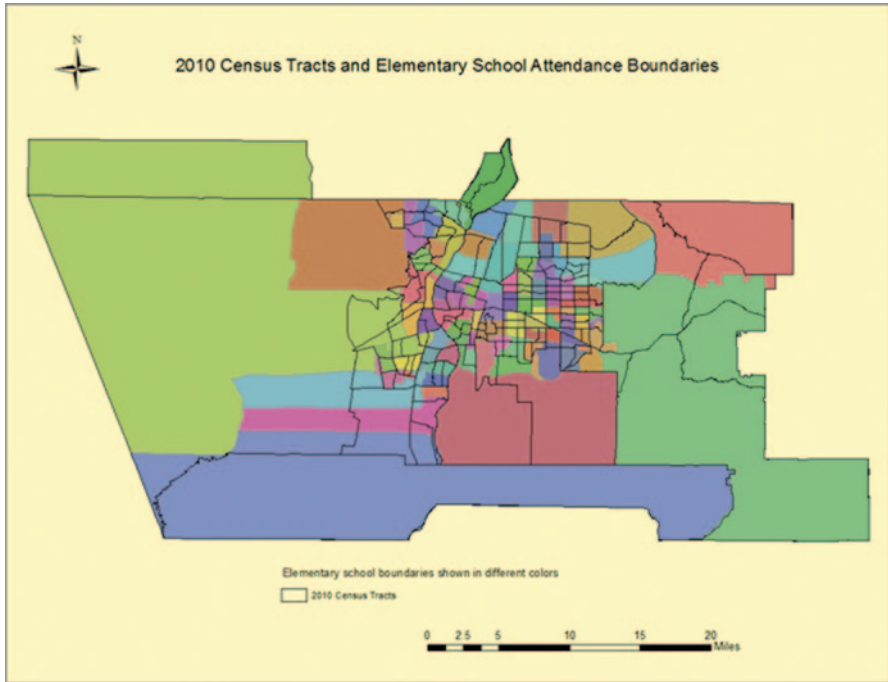 N
2010 Census Tracts and Elementary School Attendance Boundaries
Elementary school boundaries shown in different colors
2010 Census Tracts
0 2.5 5 10 15 20
Miles